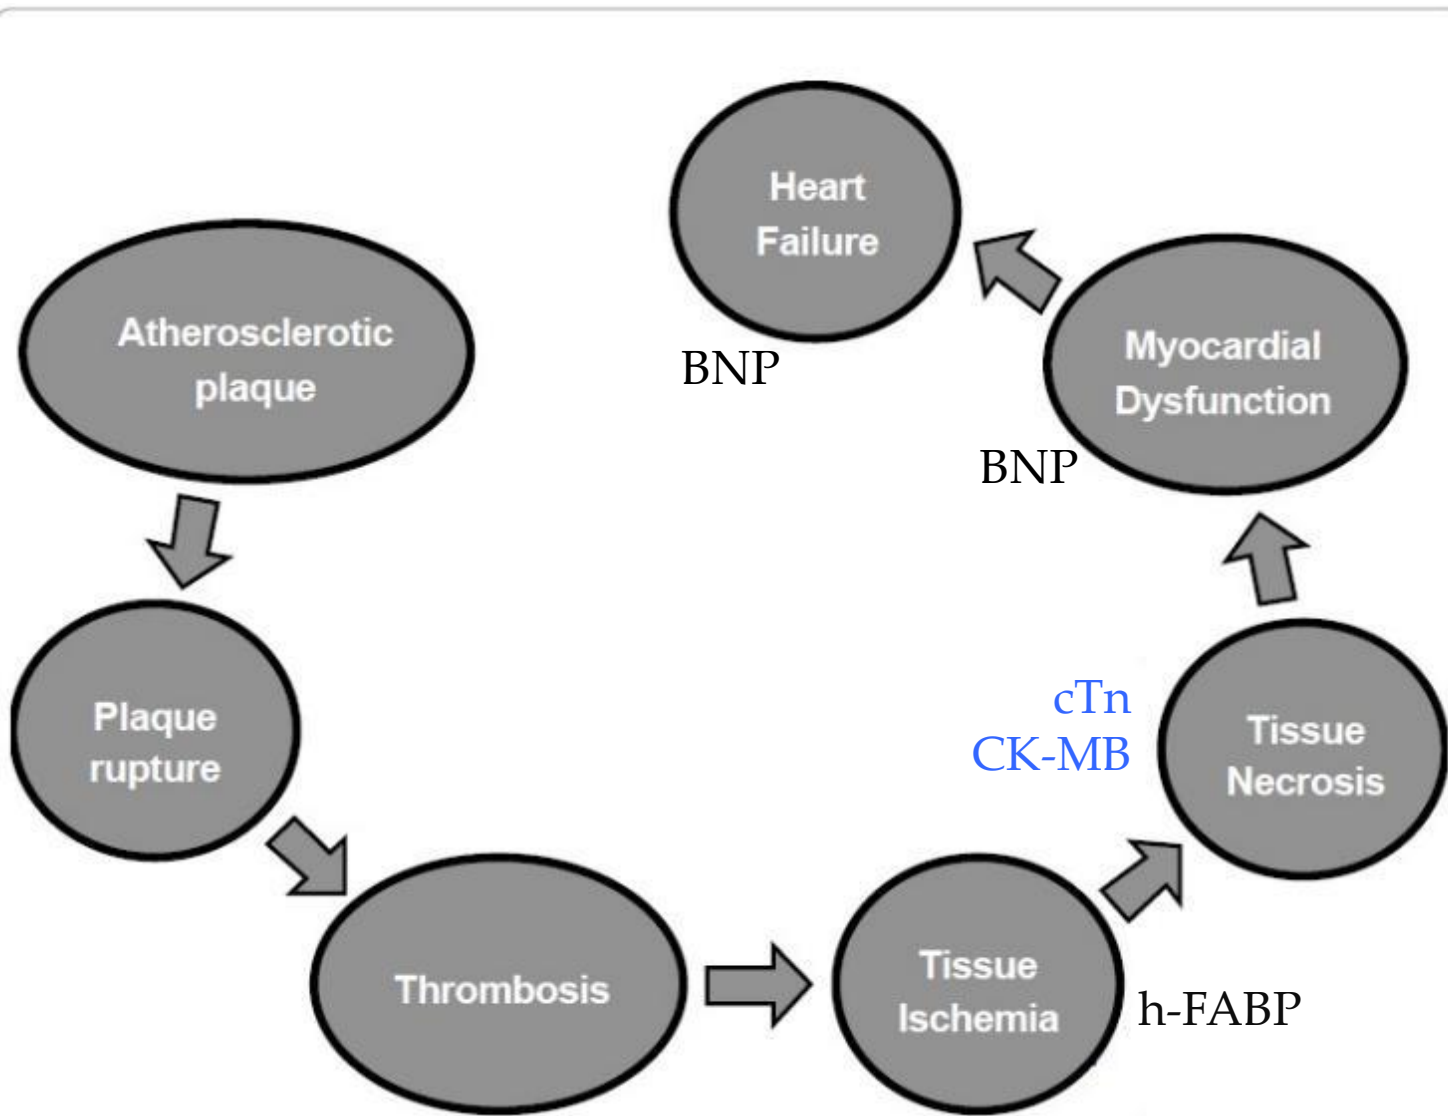 Atherosclerotic
plaque
Plaque
rupture
Thrombosis
Tissue
Ischemia
h-FABP
Tissue
Necrosis
cTn
CK-MB
Myocardial
Dysfunction
BNP
Heart
Failure
BNP